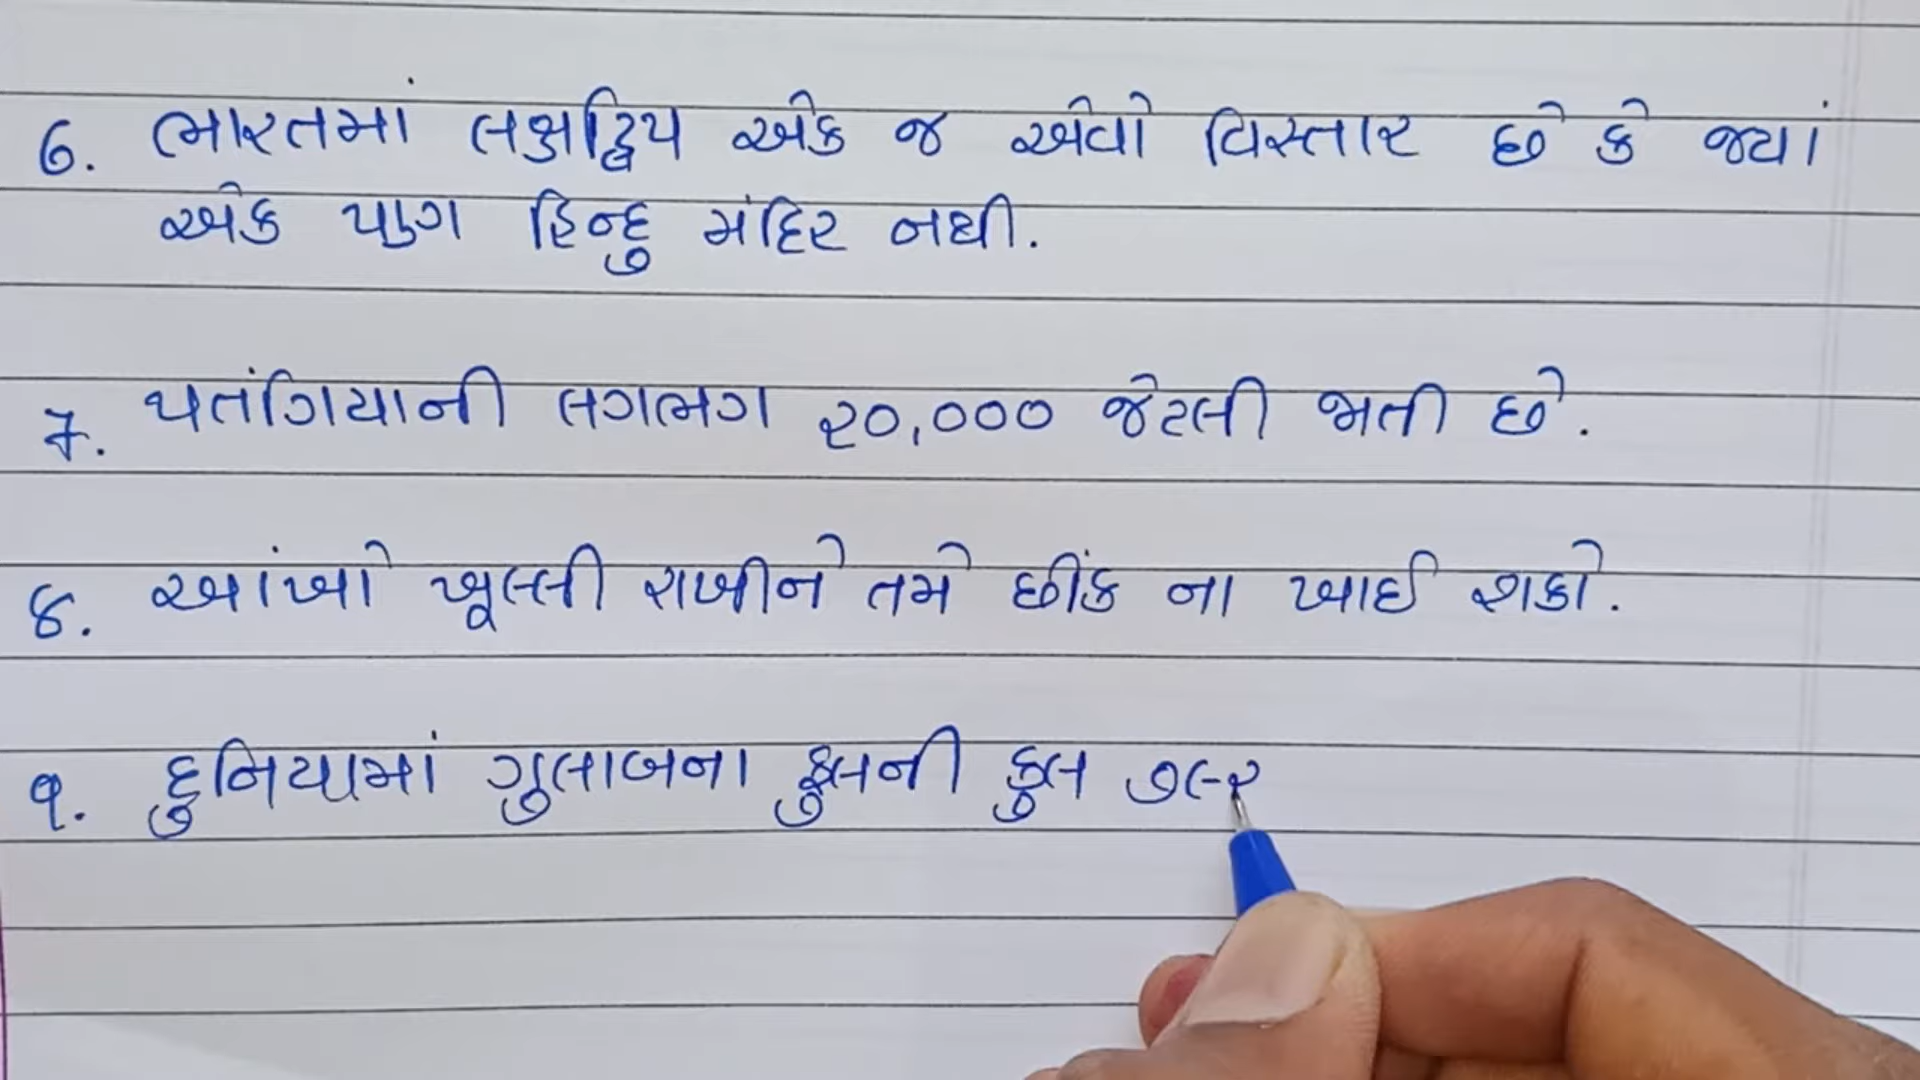 6. ભારતમાં લક્ષદ્વિપ એક જ એવો વિસ્તાર છે કે જ્યાં
એક પણ હિન્દુ મંદિર નથી.
7. પતંગિયાની લગભગ ૨૦,૦૦૦ જેટલી જાતી છે.
8. આંખો ખૂલ્લી રાખીને તમે છીંક ના ખાઈ શકો.
9. દુનિયામાં ગુલાબના ફુલની કુલ ૭૯૨